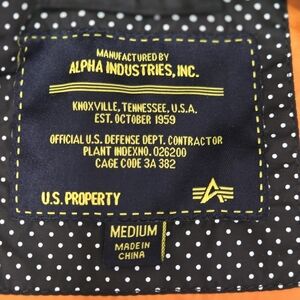 MANUFACTURED BY
ALPHA INDUSTRIES, INC.
KNOXVILLE, TENNESSEE, U.S.A.
EST. OCTOBER 1959
OFFICIAL U.S. DEFENSE DEPT. CONTRACTOR
PLANT INDEXNO. 026200
CAGE CODE 3A 382
U.S. PROPERTY
MEDIUM
MADE IN
CHINA